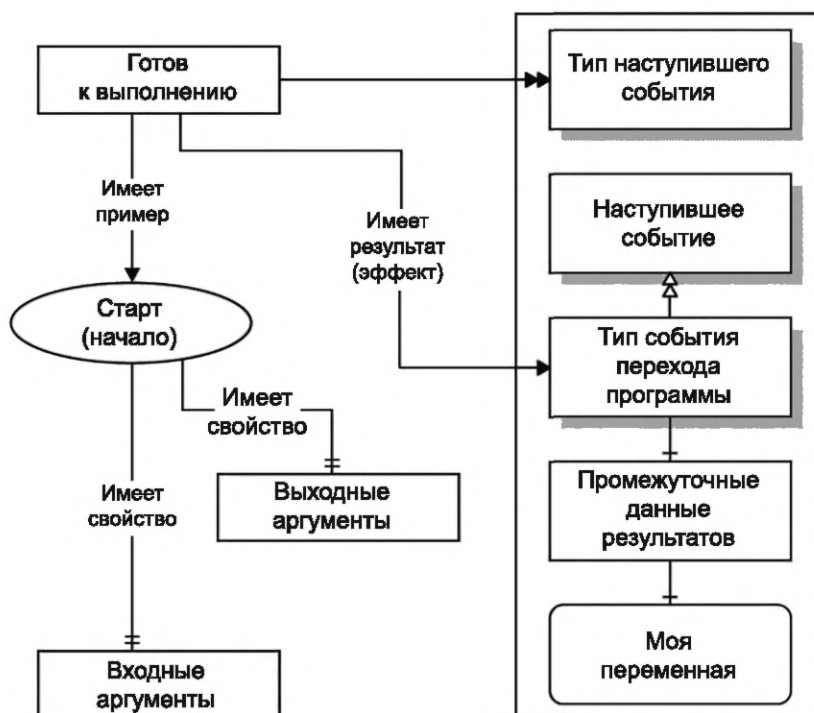 Готов
к выполнению
Тип наступившего
события
Имеет
пример
Имеет
результат
(эффект)
Наступившее
событие
Старт
(начало)
Тип события
перехода
программы
Имеет
свойство
Выходные
аргументы
Имеет
свойство
Промежуточные
данные
результатов
Входные
аргументы
Моя
переменная